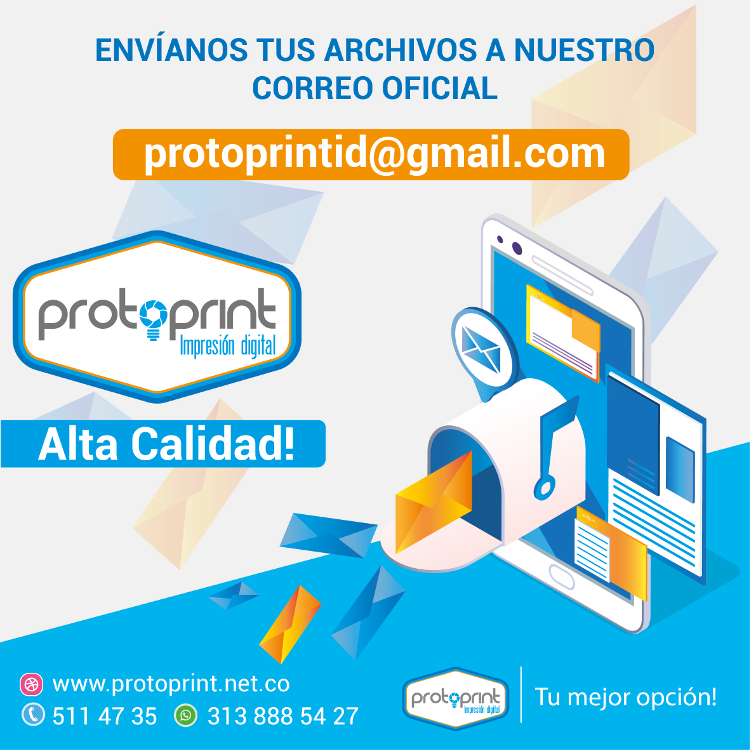 ENVÍANOS TUS ARCHIVOS A NUESTRO
CORREO OFICIAL
protoprintid@gmail.com
protoprint
Impresión digital
Alta Calidad!
www.protoprint.net.co
511 47 35 313 888 54 27
protoprint
Impresión digital
Tu mejor opción!